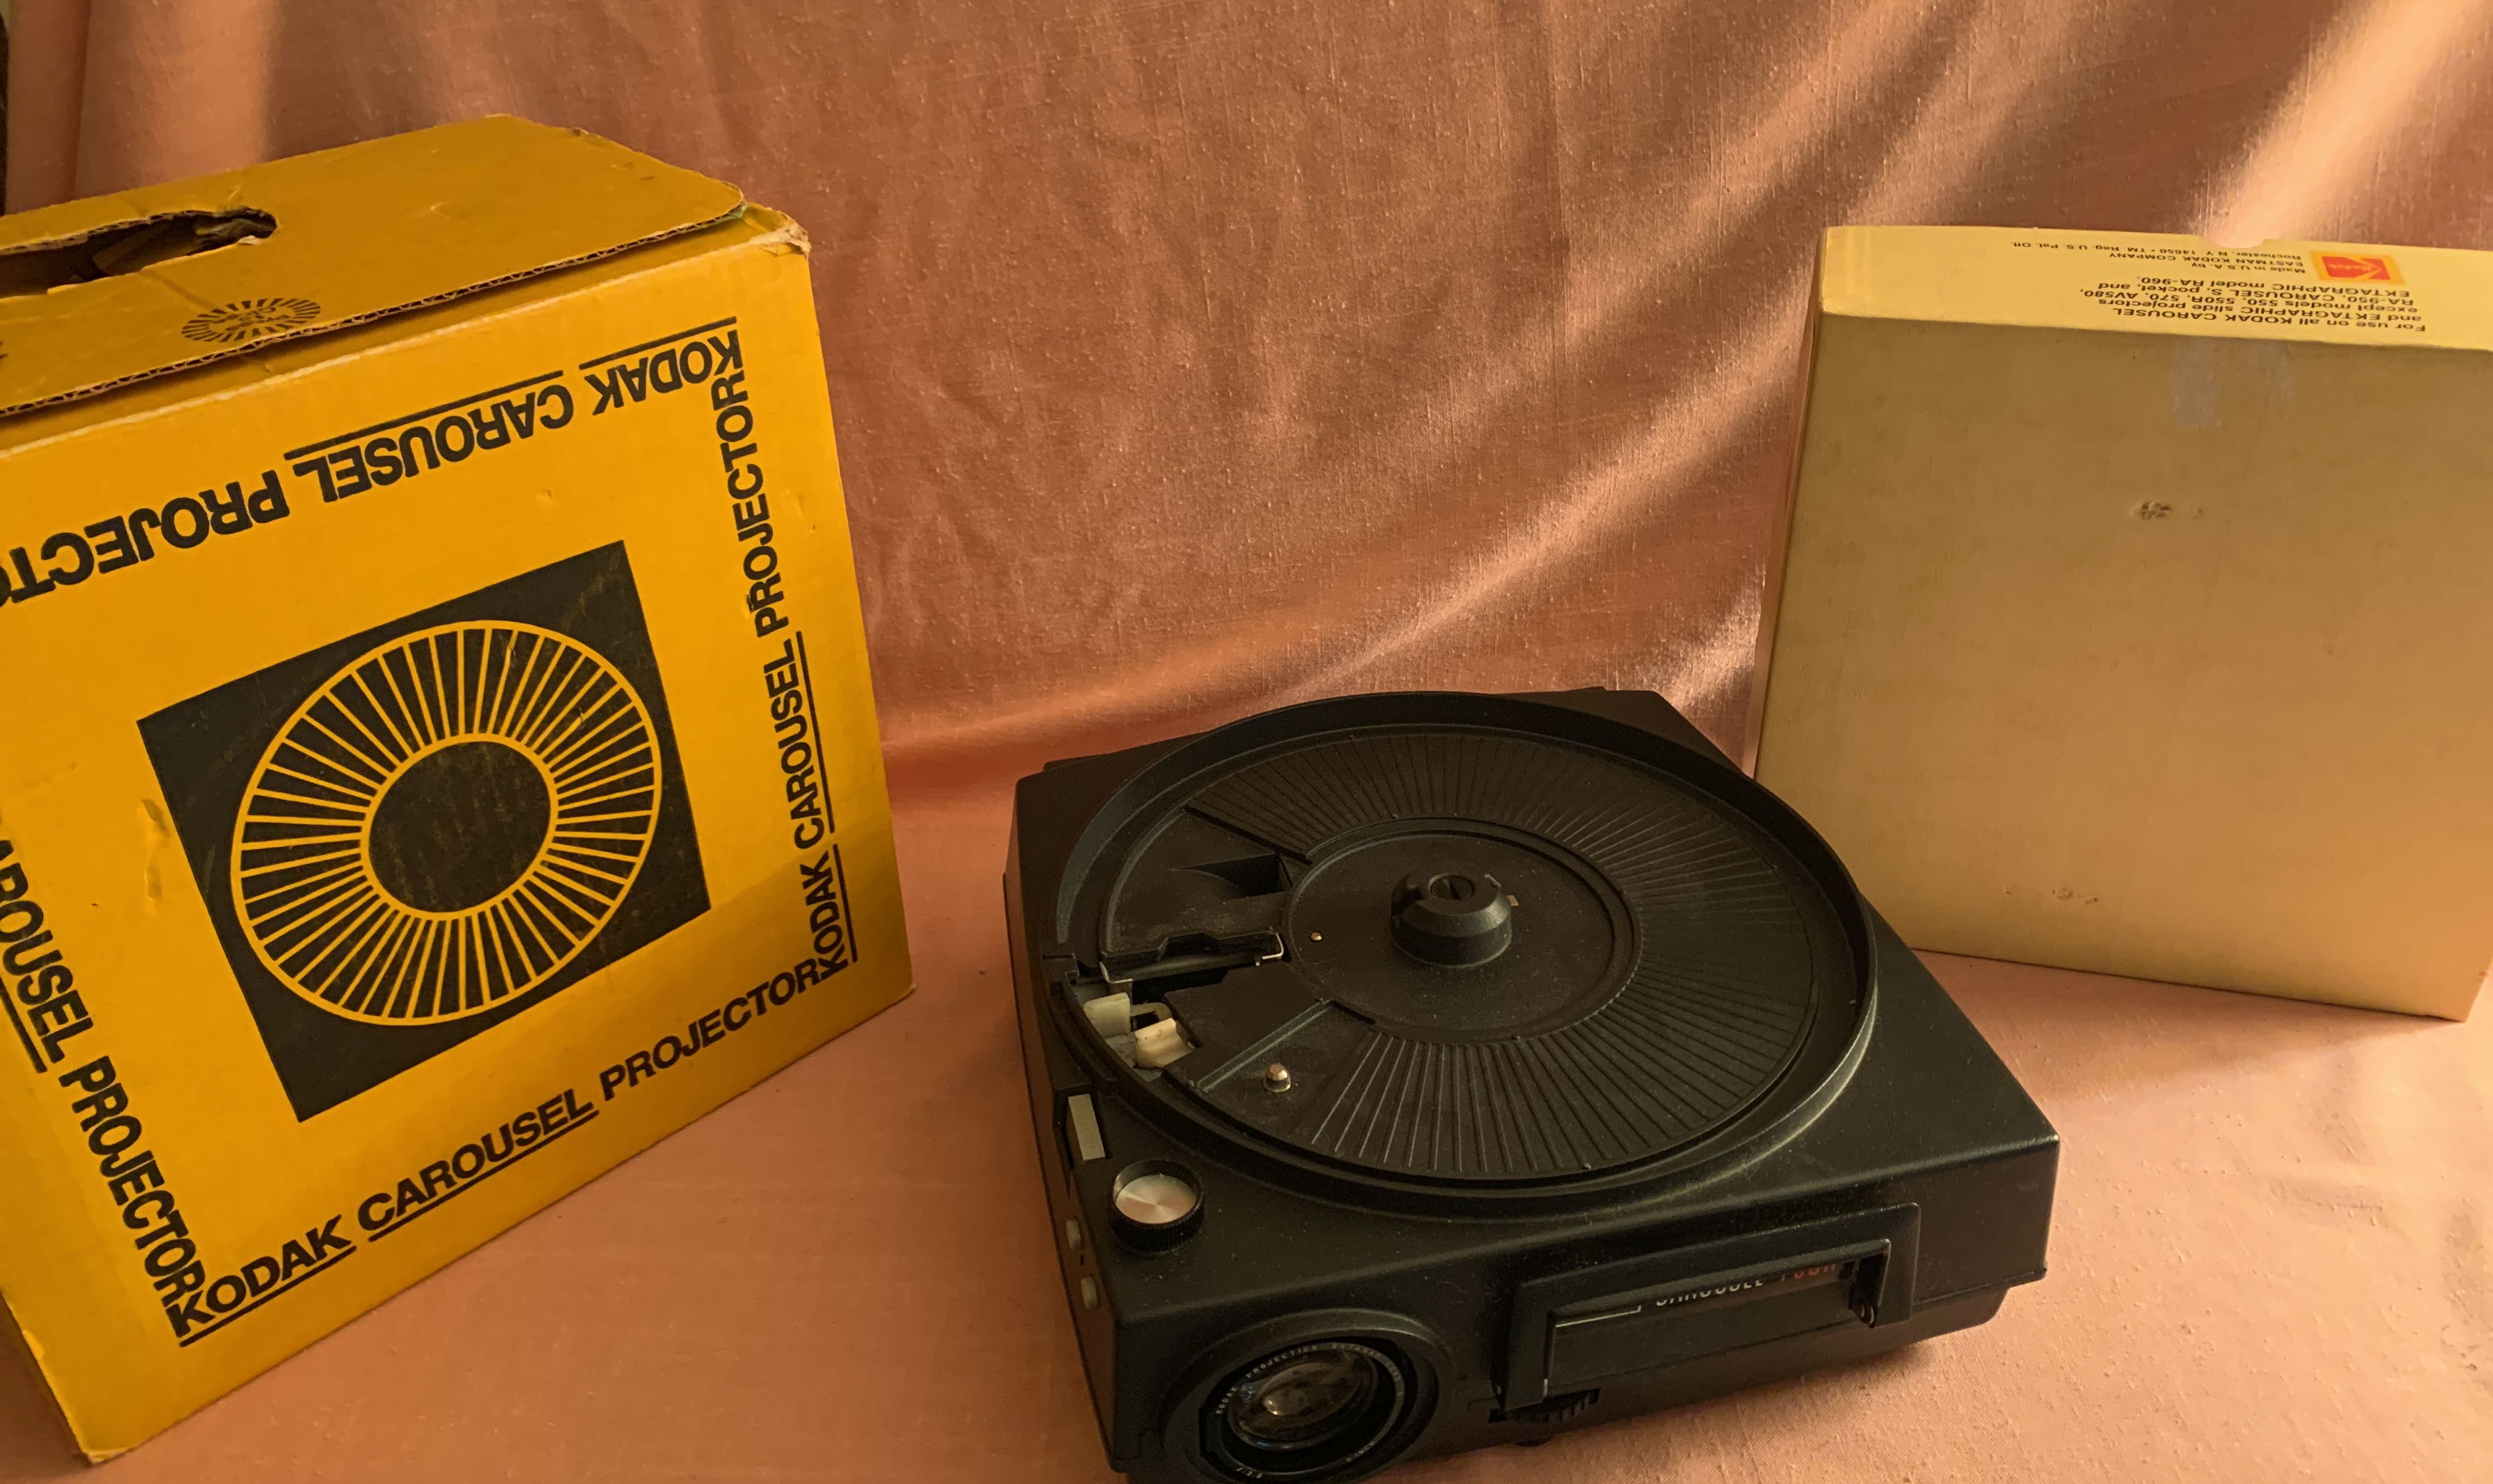 KODAK CAROUSEL PROJECTOR
KODAK CAROUSEL PROJECTOR
KODAK CAROUSEL PROJECTOR
CAROUSEL PROJECTOR
For use on all KODAK CAROUSEL
and EKTAGRAPHIC slide projectors
except models 550, 550R, 570, AV580,
RA-950, CAROUSEL S, pocket, and
EKTAGRAPHIC model RA-960.
Kodak
Made in U.S.A. by
EASTMAN KODAK COMPANY
Rochester, N.Y. 14650 • TM. Reg. U.S. Pat. Off.
CAROUSEL
KODAK PROJECTION